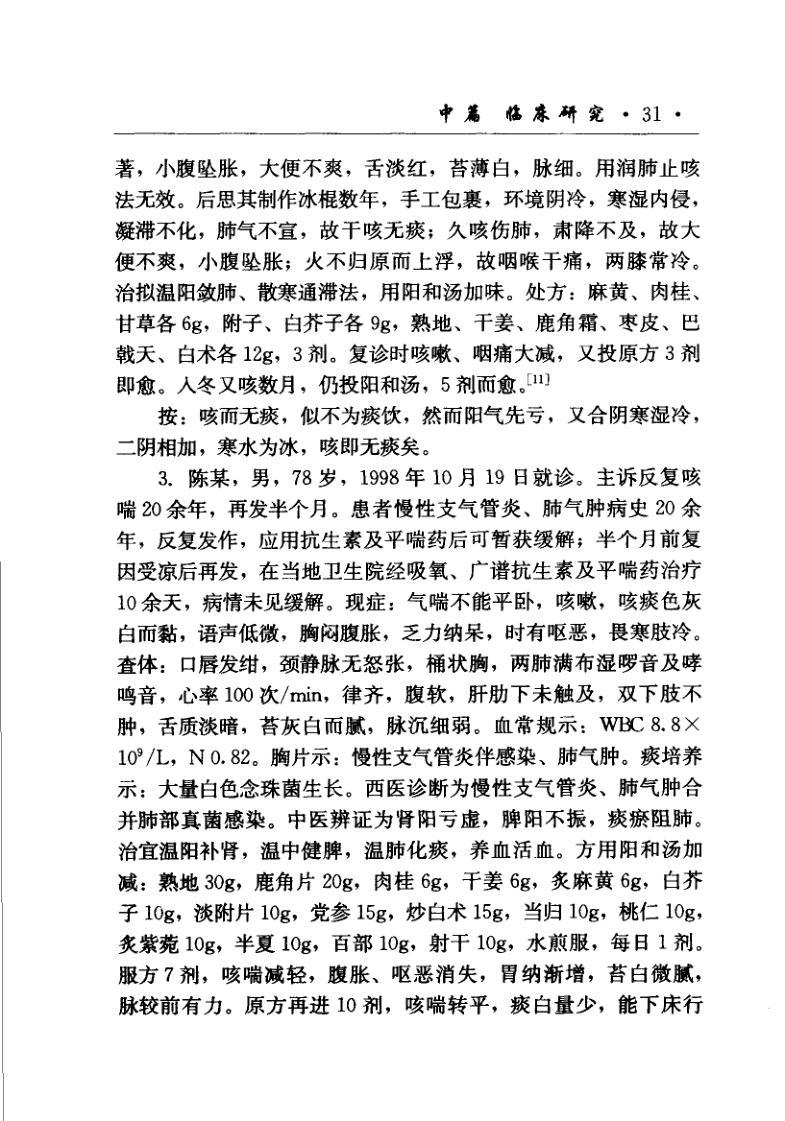 中篇 临床研究 · 31 ·
著，小腹坠胀，大便不爽，舌淡红，苔薄白，脉细。用润肺止咳
法无效。后思其制作冰棍数年，手工包裹，环境阴冷，寒湿内侵，
凝滞不化，肺气不宣，故干咳无痰；久咳伤肺，肃降不及，故大
便不爽，小腹坠胀；火不归原而上浮，故咽喉干痛，两膝常冷。
治拟温阳敛肺、散寒通滞法，用阳和汤加味。处方：麻黄、肉桂、
甘草各 6g，附子、白芥子各 9g，熟地、干姜、鹿角霜、枣皮、巴
戟天、白术各 12g，3 剂。复诊时咳嗽、咽痛大减，又投原方 3 剂
即愈。入冬又咳数月，仍投阳和汤，5 剂而愈。[11]
按：咳而无痰，似不为痰饮，然而阳气先亏，又合阴寒湿冷，
二阴相加，寒水为冰，咳即无痰矣。
3. 陈某，男，78 岁，1998 年 10 月 19 日就诊。主诉反复咳
喘 20 余年，再发半个月。患者慢性支气管炎、肺气肿病史 20 余
年，反复发作，应用抗生素及平喘药后可暂获缓解；半个月前复
因受凉后再发，在当地卫生院经吸氧、广谱抗生素及平喘药治疗
10 余天，病情未见缓解。现症：气喘不能平卧，咳嗽，咳痰色灰
白而黏，语声低微，胸闷腹胀，乏力纳呆，时有呕恶，畏寒肢冷。
查体：口唇发绀，颈静脉无怒张，桶状胸，两肺满布湿啰音及哮
鸣音，心率 100 次/min，律齐，腹软，肝肋下未触及，双下肢不
肿，舌质淡暗，苔灰白而腻，脉沉细弱。血常规示：WBC 8.8×
10⁹/L，N 0.82。胸片示：慢性支气管炎伴感染、肺气肿。痰培养
示：大量白色念珠菌生长。西医诊断为慢性支气管炎、肺气肿合
并肺部真菌感染。中医辨证为肾阳亏虚，脾阳不振，痰瘀阻肺。
治宜温阳补肾，温中健脾，温肺化痰，养血活血。方用阳和汤加
减：熟地 30g，鹿角片 20g，肉桂 6g，干姜 6g，炙麻黄 6g，白芥
子 10g，淡附片 10g，党参 15g，炒白术 15g，当归 10g，桃仁 10g，
炙紫菀 10g，半夏 10g，百部 10g，射干 10g，水煎服，每日 1 剂。
服方 7 剂，咳喘减轻，腹胀、呕恶消失，胃纳渐增，苔白微腻，
脉较前有力。原方再进 10 剂，咳喘转平，痰白量少，能下床行